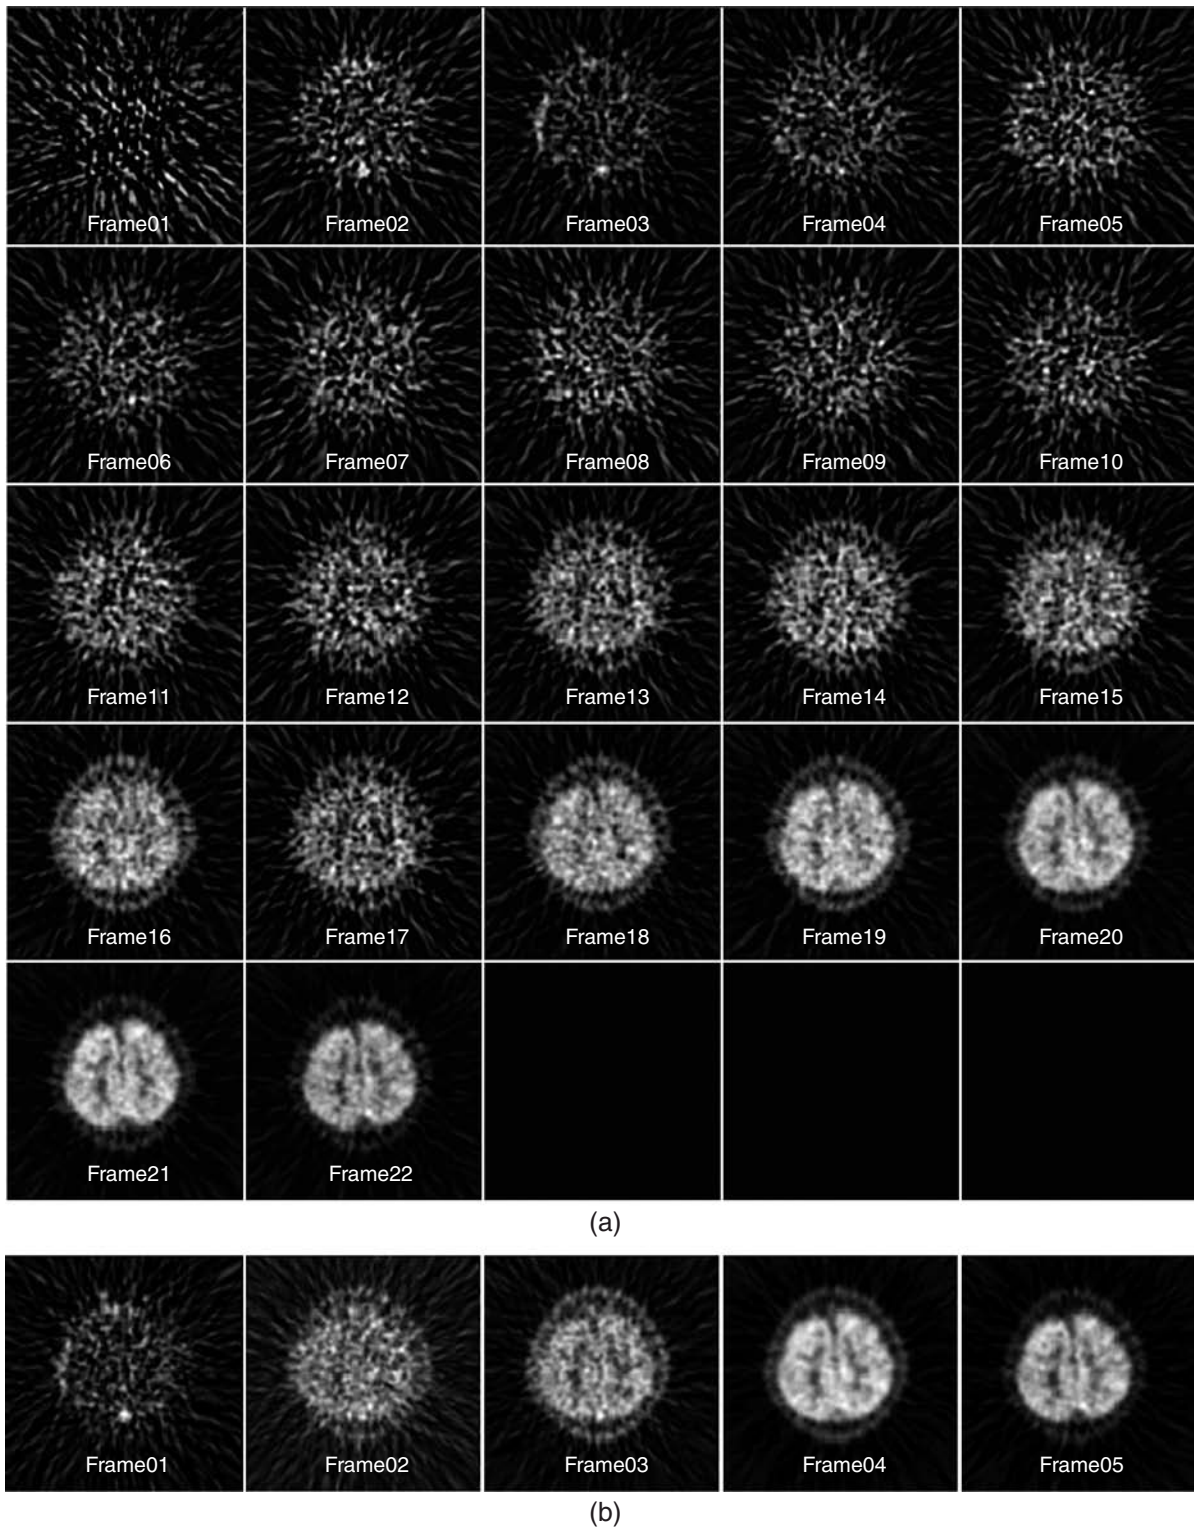 Frame01 Frame02 Frame03 Frame04 Frame05
Frame06 Frame07 Frame08 Frame09 Frame10
Frame11 Frame12 Frame13 Frame14 Frame15
Frame16 Frame17 Frame18 Frame19 Frame20
Frame21 Frame22
(a)
Frame01 Frame02 Frame03 Frame04 Frame05
(b)